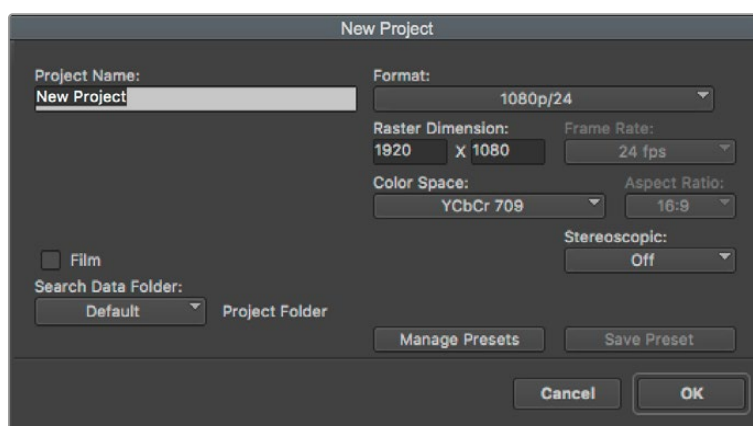 New Project
Project Name:
New Project
Format:
1080p/24
Raster Dimension:
1920 X 1080
Frame Rate:
24 fps
Color Space:
YCbCr 709
Aspect Ratio:
16:9
Stereoscopic:
Off
Film
Search Data Folder:
Default
Project Folder
Manage Presets
Save Preset
Cancel
OK